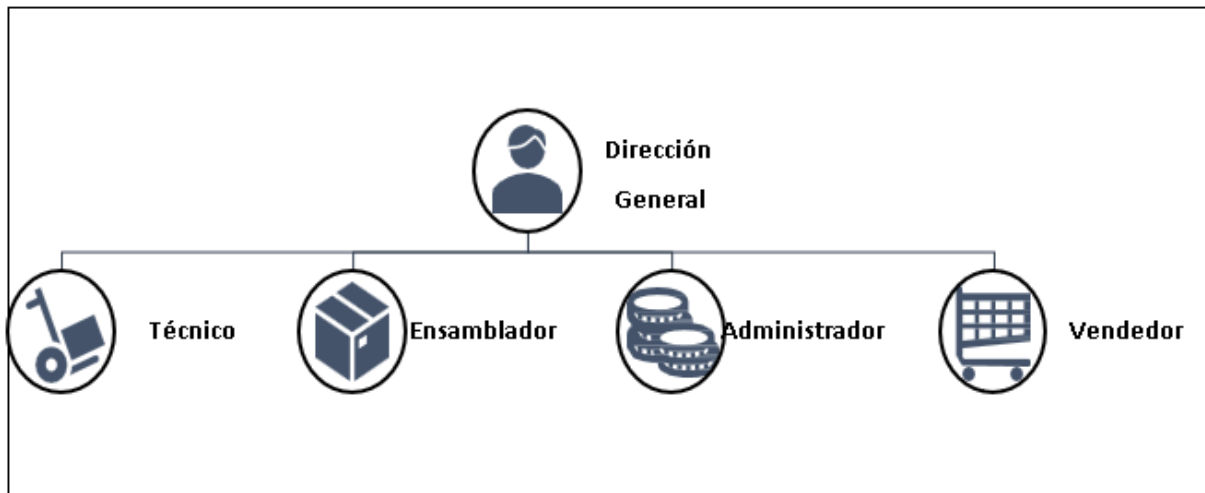 Dirección
General
Técnico
Ensamblador
Administrador
Vendedor